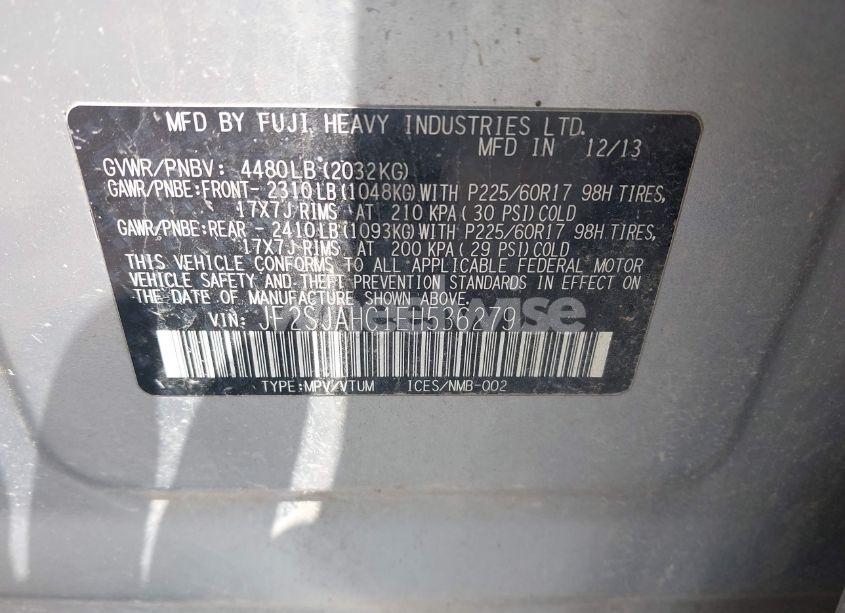 MFD BY FUJI HEAVY INDUSTRIES LTD.
MFD IN 12/13
GVWR/PNBV: 4480LB(2032KG)
GAWR/PNBE:FRONT- 2310LB(1048KG)WITH P225/60R17 98H TIRES,
17X7J RIMS AT 210 KPA(30 PSI)COLD
GAWR/PNBE:REAR - 2410LB(1093KG)WITH P225/60R17 98H TIRES,
17X7J RIMS AT 200 KPA(29 PSI)COLD
THIS VEHICLE CONFORMS TO ALL APPLICABLE FEDERAL MOTOR
VEHICLE SAFETY AND THEFT PREVENTION STANDARDS IN EFFECT ON
THE DATE OF MANUFACTURE SHOWN ABOVE.
VIN: JF2SJAHC1EH536279
TYPE:MPV/VTUM ICES/NMB-002